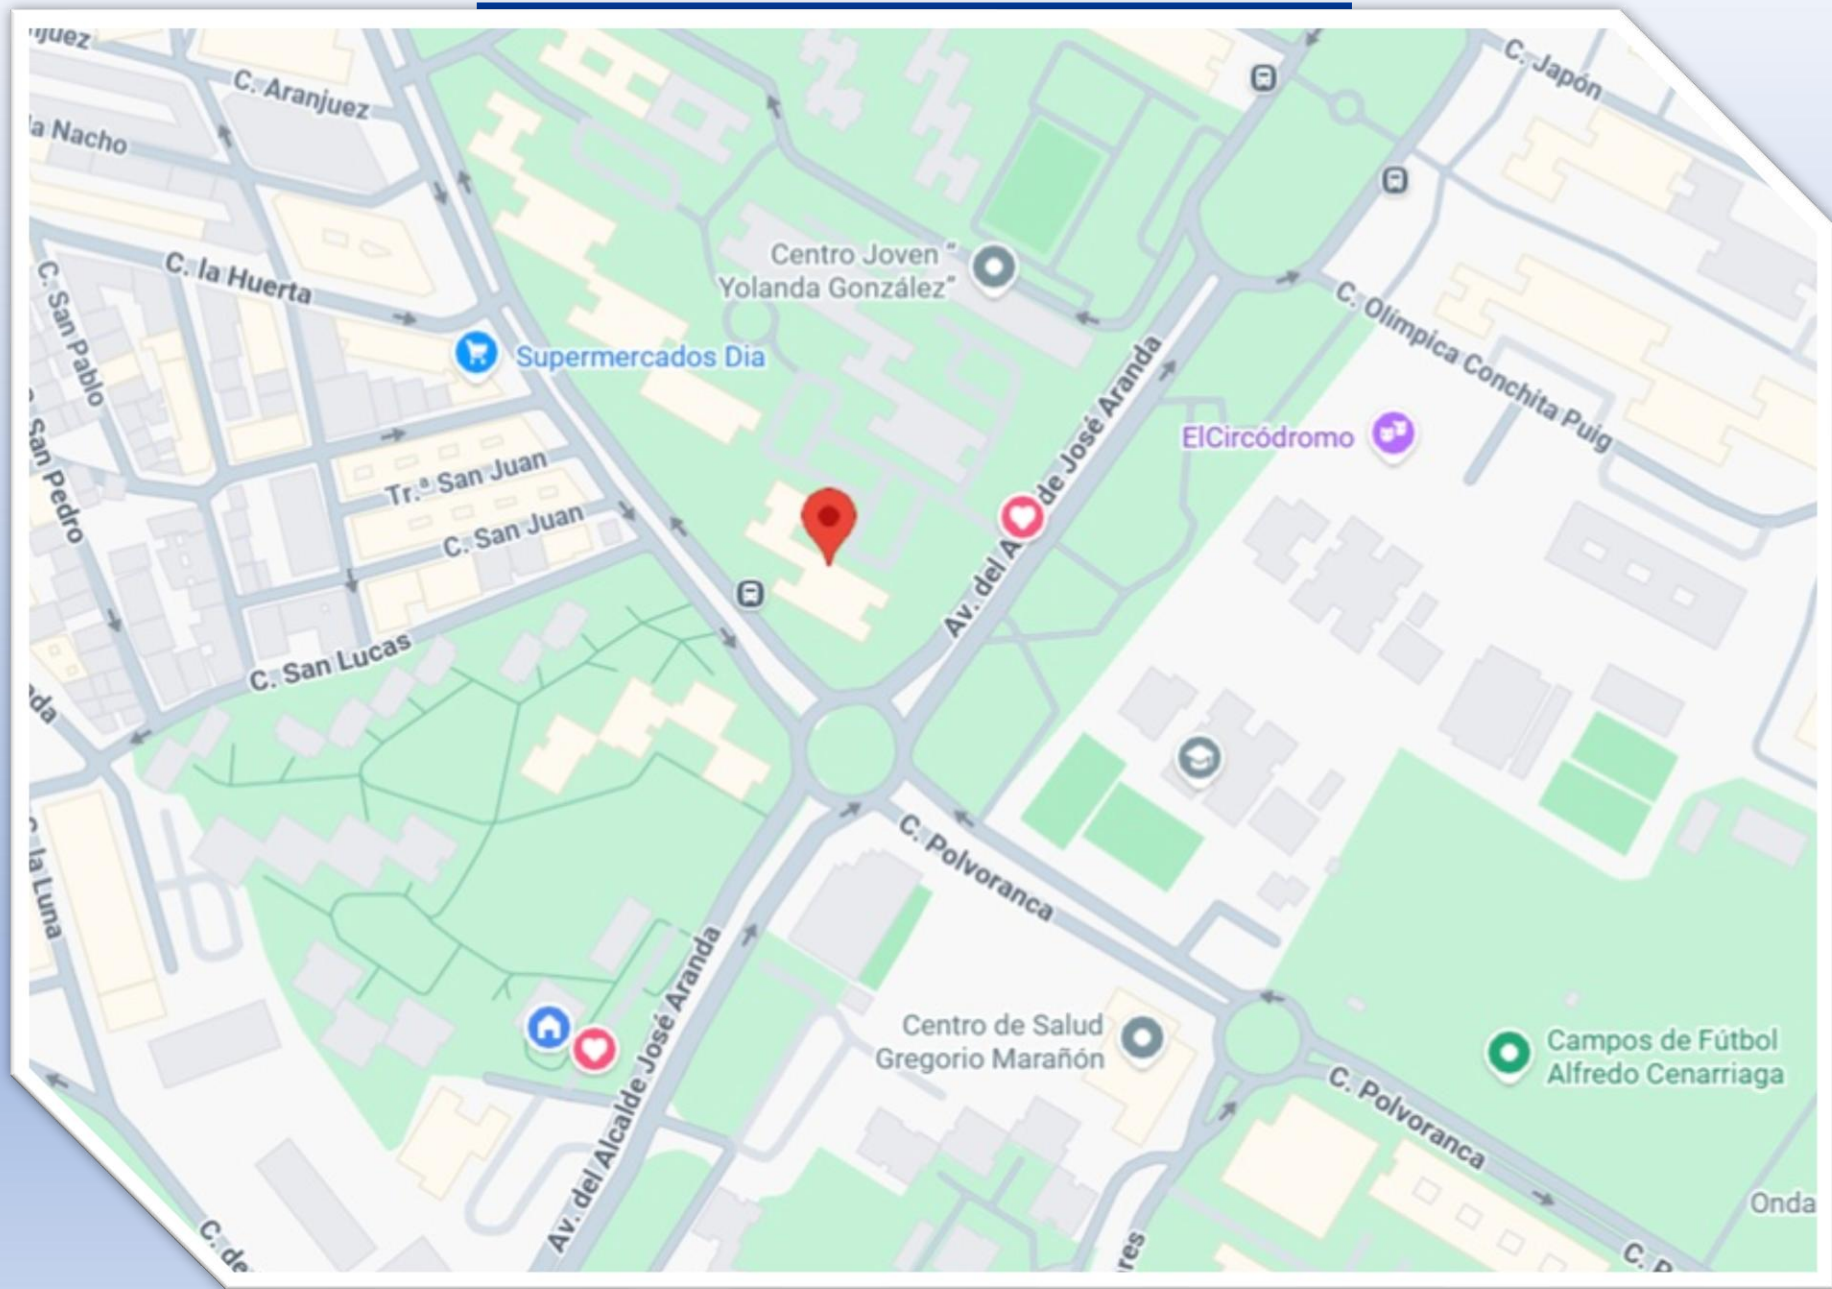 C. Aranjuez
C. Japón
Nacho
C. la Huerta
C. San Pablo
San Pedro
Centro Joven "
Yolanda González"
Supermercados Dia
C. Olímpica Conchita Puig
ElCircódromo
Tr.ª San Juan
C. San Juan
Av. del A
de José Aranda
C. San Lucas
C. Polvoranca
la Luna
Av. del Alcalde José Aranda
Centro de Salud
Gregorio Marañón
Campos de Fútbol
Alfredo Cenarriaga
C. Polvoranca
Onda
C. de